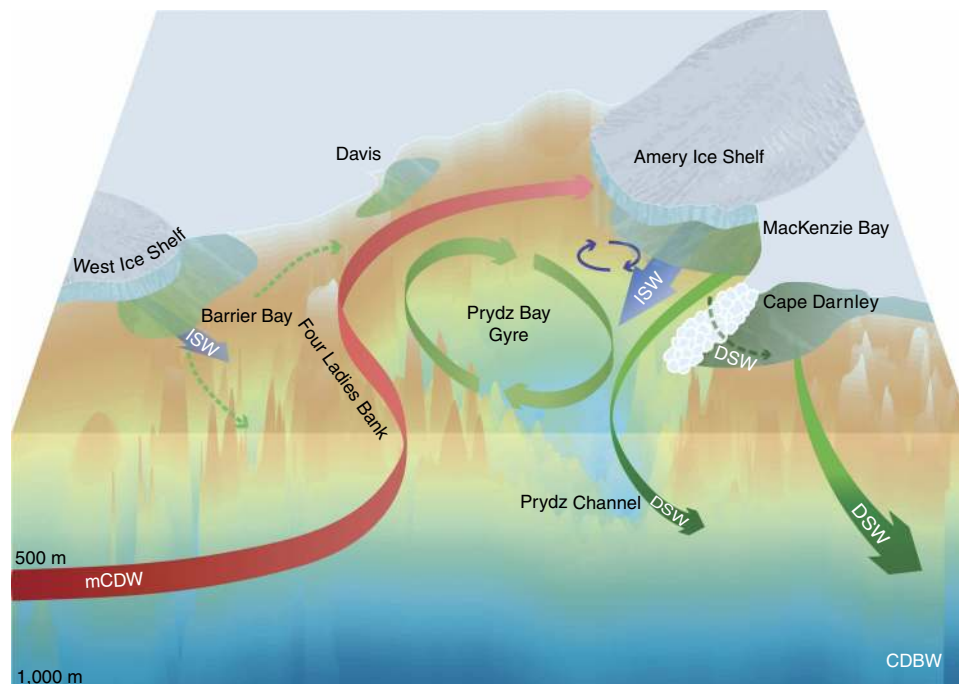 Davis
Amery Ice Shelf
MacKenzie Bay
West Ice Shelf
Cape Darnley
ISW
Barrier Bay
Prydz Bay
Gyre
ISW
Four Ladies Bank
DSW
Prydz Channel
DSW
DSW
500 m
mCDW
CDBW
1,000 m